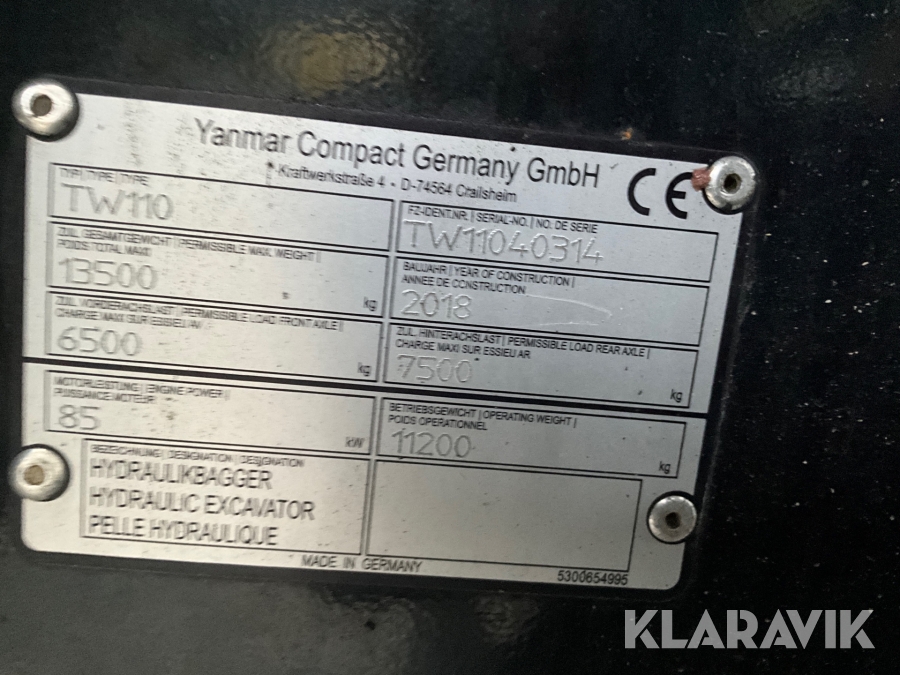 Yanmar Compact Germany GmbH
Kraftwerkstraße 4 • D-74564 Crailsheim
CE
TYP | TYPE | TYPE
TW110
FZ-IDENT.NR. | SERIAL-NO. | NO. DE SERIE
TW11040314
ZUL. GESAMTGEWICHT | PERMISSIBLE MAX. WEIGHT |
POIDS TOTAL MAXI
13500
kg
BAUJAHR | YEAR OF CONSTRUCTION |
ANNEE DE CONSTRUCTION
2018
ZUL. VORDERACHSLAST | PERMISSIBLE LOAD FRONT AXLE |
CHARGE MAXI SUR ESSIEU AV
6500
kg
ZUL. HINTERACHSLAST | PERMISSIBLE LOAD REAR AXLE |
CHARGE MAXI SUR ESSIEU AR
7500
kg
MOTORLEISTUNG | ENGINE POWER |
PUISSANCE MOTEUR
85
kW
BETRIEBSGEWICHT | OPERATING WEIGHT |
POIDS OPERATIONNEL
11200
kg
BEZEICHNUNG | DESIGNATION | DESIGNATION
HYDRAULIKBAGGER
HYDRAULIC EXCAVATOR
PELLE HYDRAULIQUE
MADE IN GERMANY
5300654995
KLARAVIK